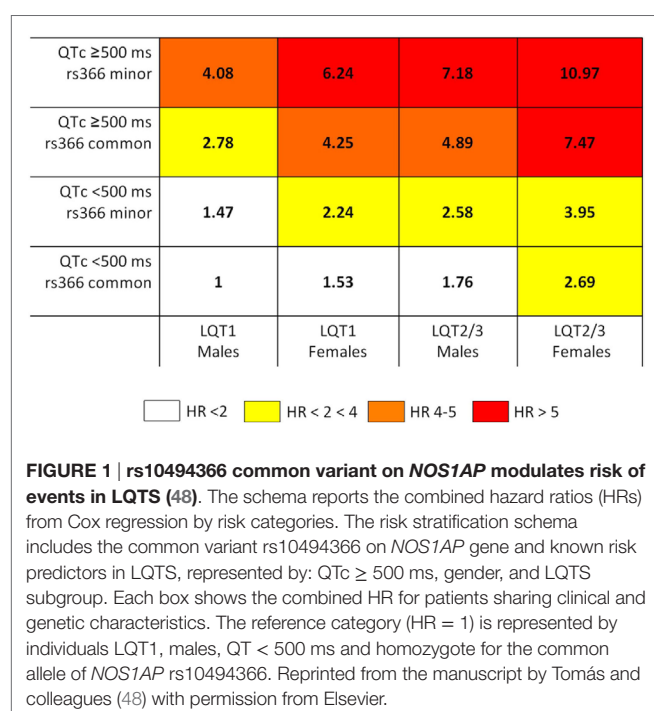 QTc ≥500 ms
rs366 minor
4.08 6.24 7.18 10.97
QTc ≥500 ms
rs366 common
2.78 4.25 4.89 7.47
QTc <500 ms
rs366 minor
1.47 2.24 2.58 3.95
QTc <500 ms
rs366 common
1 1.53 1.76 2.69
LQT1 LQT1 LQT2/3 LQT2/3
Males Females Males Females
HR <2 HR < 2 < 4 HR 4-5 HR > 5
FIGURE 1 | rs10494366 common variant on NOS1AP modulates risk of
events in LQTS (48). The schema reports the combined hazard ratios (HRs)
from Cox regression by risk categories. The risk stratification schema
includes the common variant rs10494366 on NOS1AP gene and known risk
predictors in LQTS, represented by: QTc ≥ 500 ms, gender, and LQTS
subgroup. Each box shows the combined HR for patients sharing clinical and
genetic characteristics. The reference category (HR = 1) is represented by
individuals LQT1, males, QT < 500 ms and homozygote for the common
allele of NOS1AP rs10494366. Reprinted from the manuscript by Tomás and
colleagues (48) with permission from Elsevier.